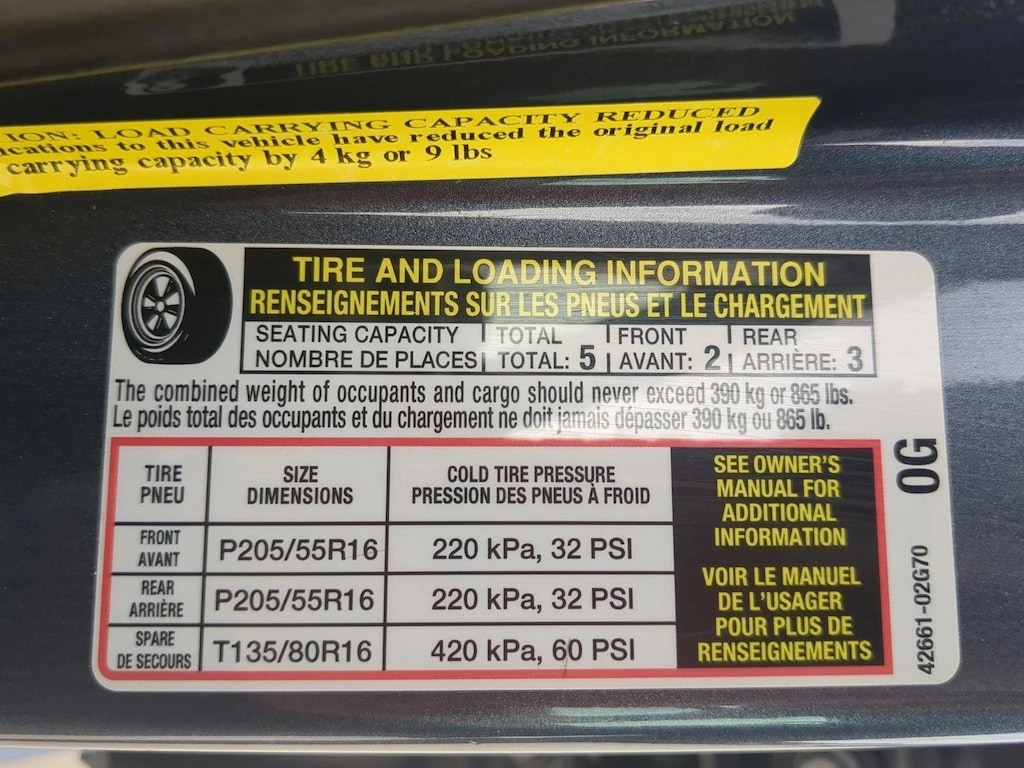 TIRE AND LOADING INFORMATION
ION: LOAD CARRYING CAPACITY REDUCED
ications to this vehicle have reduced the original load
carrying capacity by 4 kg or 9 lbs
TIRE AND LOADING INFORMATION
RENSEIGNEMENTS SUR LES PNEUS ET LE CHARGEMENT
SEATING CAPACITY TOTAL FRONT REAR
NOMBRE DE PLACES TOTAL: 5 AVANT: 2 ARRIÈRE: 3
The combined weight of occupants and cargo should never exceed 390 kg or 865 lbs.
Le poids total des occupants et du chargement ne doit jamais dépasser 390 kg ou 865 lb.
TIRE
PNEU
SIZE
DIMENSIONS
COLD TIRE PRESSURE
PRESSION DES PNEUS À FROID
FRONT
AVANT
P205/55R16
220 kPa, 32 PSI
REAR
ARRIÈRE
P205/55R16
220 kPa, 32 PSI
SPARE
DE SECOURS
T135/80R16
420 kPa, 60 PSI
SEE OWNER'S
MANUAL FOR
ADDITIONAL
INFORMATION
VOIR LE MANUEL
DE L'USAGER
POUR PLUS DE
RENSEIGNEMENTS
0G
42661-02G70